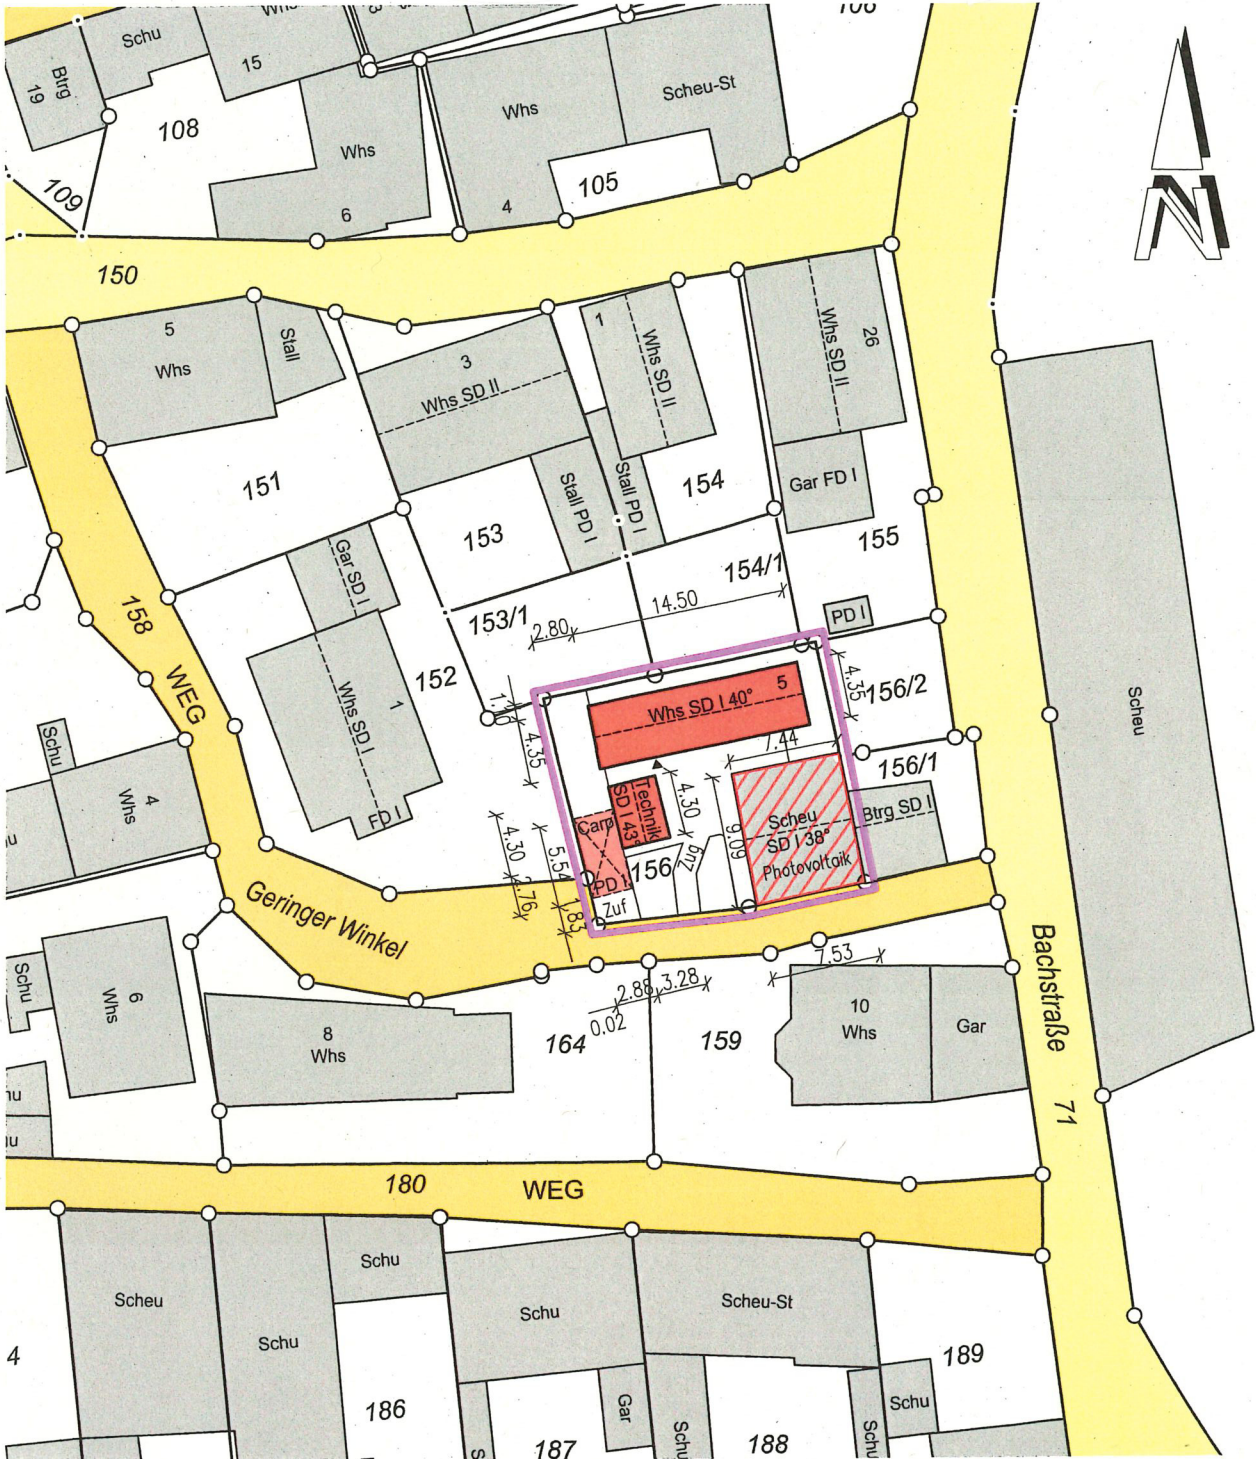 Schu
Whs
106
Btrg
19
15
108
Whs
6
Whs
4
Scheu-St
105
109
N
150
5
Whs
Stall
3
Whs SD II
1
Whs SD II
26
Whs SD II
151
153
Stall PD I
Stall PD I
154
Gar FD I
155
Gar SD I
158
WEG
153/1
154/1
2.80
14.50
PD I
152
1
Whs SD I
FD I
4.35
Whs SD I 40°
5
4.35
156/2
7.44
156/1
Schu
4
Whs
Technik
SD I 43°
4.30
9.09
Scheu
SD I 38°
Photovoltaik
Btrg SD I
Scheu
Carp
PD I
156
Zug
Zuf
4.30
5.54
1.83
Geringer Winkel
7.53
2.88
3.28
0.02
Bachstraße
71
Schu
6
Whs
8
Whs
164
159
10
Whs
Gar
180
WEG
Scheu
Schu
Schu
Schu
Scheu-St
4
186
187
Gar
Schu
188
Schu
189
Schu